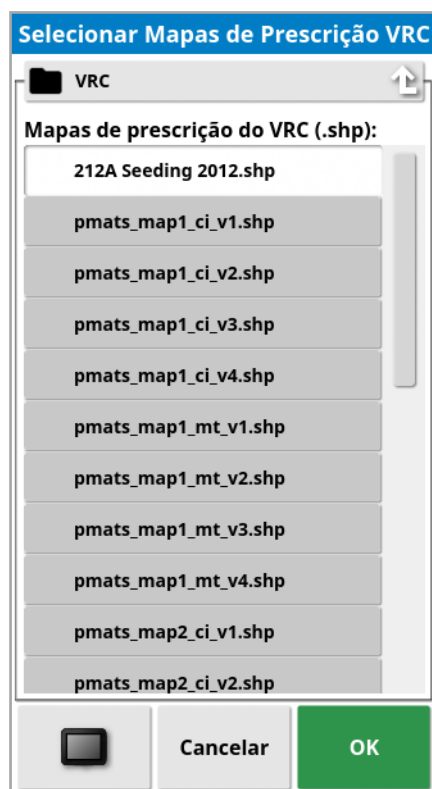 Selecionar Mapas de Prescrição VRC
VRC
Mapas de prescrição do VRC (.shp):
212A Seeding 2012.shp
pmats_map1_ci_v1.shp
pmats_map1_ci_v2.shp
pmats_map1_ci_v3.shp
pmats_map1_ci_v4.shp
pmats_map1_mt_v1.shp
pmats_map1_mt_v2.shp
pmats_map1_mt_v3.shp
pmats_map1_mt_v4.shp
pmats_map2_ci_v1.shp
pmats_map2_ci_v2.shp
Cancelar
OK